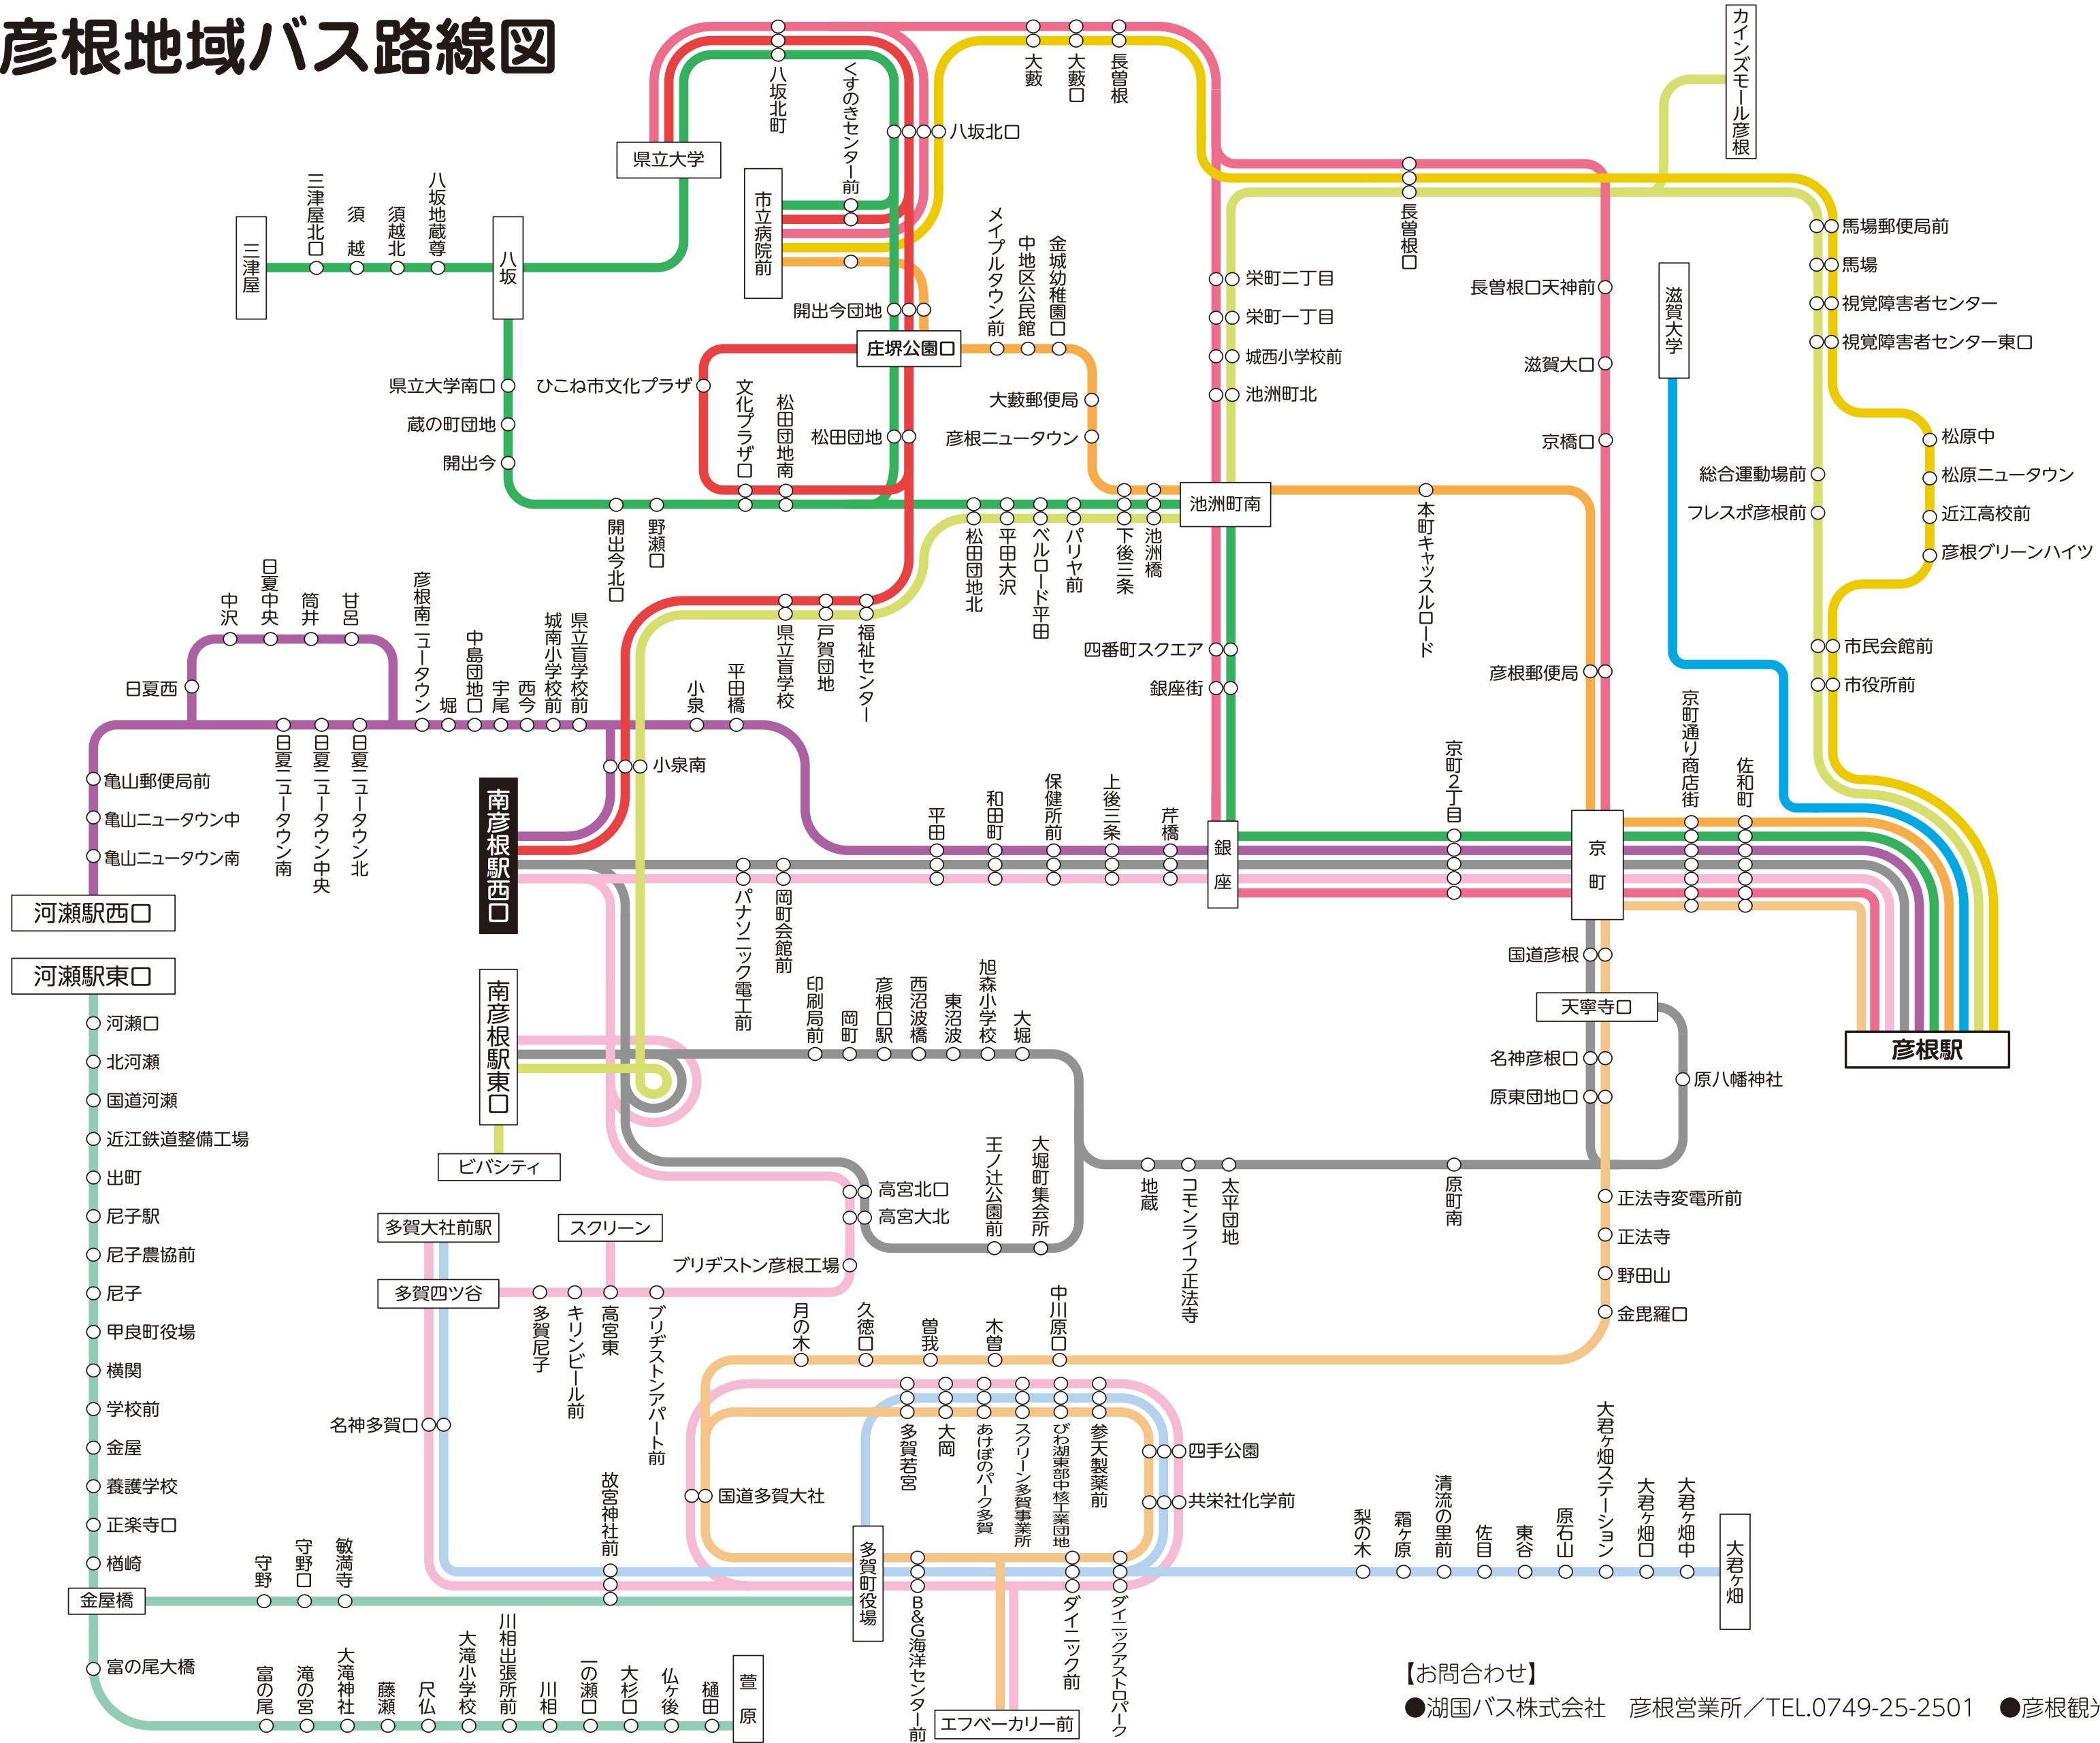 彦根地域バス路線図
八坂北町
くすのきセンター前
大藪
大藪口
長曽根
カインズモール彦根
八坂北口
県立大学
市立病院前
三津屋
三津屋北口
須越
須越北
八坂地蔵尊
八坂
メイプルタウン前
中地区公民館
金城幼稚園口
長曽根口
馬場郵便局前
馬場
視覚障害者センター
視覚障害者センター東口
栄町二丁目
栄町一丁目
城西小学校前
池洲町北
長曽根口天神前
滋賀大口
京橋口
滋賀大学
開出今団地
庄堺公園口
県立大学南口
蔵の町団地
開出今
ひこね市文化プラザ
文化プラザ口
松田団地南
松田団地
大藪郵便局
彦根ニュータウン
総合運動場前
フレスポ彦根前
松原中
松原ニュータウン
近江高校前
彦根グリーンハイツ
池洲町南
開出今北口
野瀬口
松田団地北
平田大沢
ベルロード平田
パリヤ前
下後三条
池洲橋
本町キャッスルロード
中沢
日夏中央
筒井
甘呂
日夏西
彦根南ニュータウン
堀
中島団地口
宇尾
西今
城南小学校前
県立盲学校前
県立盲学校
戸賀団地
福祉センター
小泉
平田橋
四番町スクエア
銀座街
彦根郵便局
市民会館前
市役所前
京町通り商店街
佐和町
亀山郵便局前
亀山ニュータウン中
亀山ニュータウン南
日夏ニュータウン南
日夏ニュータウン中央
日夏ニュータウン北
小泉南
南彦根駅西口
平田
和田町
保健所前
上後三条
芹橋
銀座
京町2丁目
京町
河瀬駅西口
河瀬駅東口
パナソニック電工前
岡町会館前
南彦根駅東口
印刷局前
岡町
彦根口駅
西沼波橋
東沼波
旭森小学校
大堀
国道彦根
天寧寺口
名神彦根口
原東団地口
原八幡神社
彦根駅
河瀬口
北河瀬
国道河瀬
近江鉄道整備工場
出町
尼子駅
尼子農協前
尼子
甲良町役場
横関
学校前
金屋
養護学校
正楽寺口
楢崎
金屋橋
富の尾大橋
ビバシティ
高宮北口
高宮大北
王ノ辻公園前
大堀町集会所
地蔵
コモンライフ正法寺
太平団地
原町南
正法寺変電所前
正法寺
野田山
金毘羅口
多賀大社前駅
スクリーン
ブリヂストン彦根工場
多賀四ツ谷
多賀尼子
キリンビール前
高宮東
ブリヂストンアパート前
月の木
久徳口
曽我
木曽
中川原口
名神多賀口
多賀若宮
大岡
あけぼのパーク多賀
スクリーン多賀事業所
びわ湖東部中核工業団地
参天製薬前
四手公園
共栄社化学前
国道多賀大社
故宮神社前
守野
守野口
敏満寺
多賀町役場
梨の木
霜ヶ原
清流の里前
佐目
東谷
原石山
大君ヶ畑ステーション
大君ヶ畑口
大君ヶ畑中
大君ヶ畑
富の尾
滝の宮
大滝神社
藤瀬
尺仏
大滝小学校
川相出張所前
川相
一の瀬口
大杉口
仏ヶ後
樋田
萱原
B&G海洋センター前
ダイニック前
ダイニックアストロパーク
エフベーカリー前
【お問合わせ】
●湖国バス株式会社　彦根営業所／TEL.0749-25-2501　●彦根観光